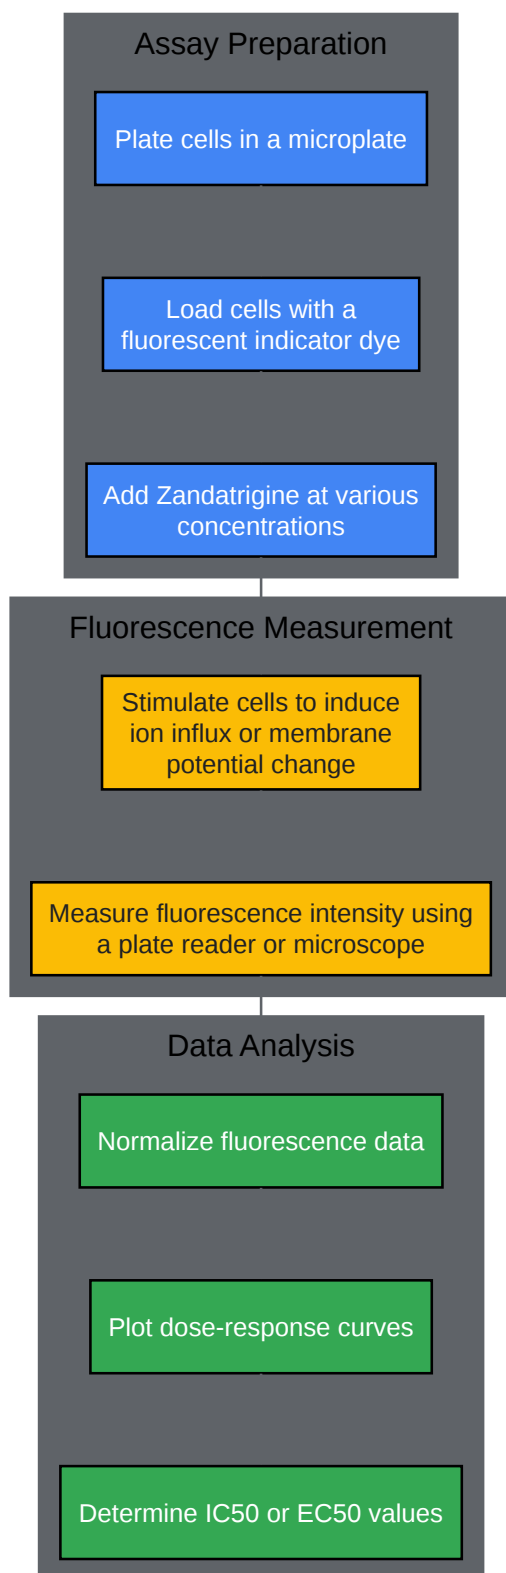 Assay Preparation
Plate cells in a microplate
Load cells with a
fluorescent indicator dye
Add Zandatrigine at various
concentrations
Fluorescence Measurement
Stimulate cells to induce
ion influx or membrane
potential change
Measure fluorescence intensity using
a plate reader or microscope
Data Analysis
Normalize fluorescence data
Plot dose-response curves
Determine IC50 or EC50 values